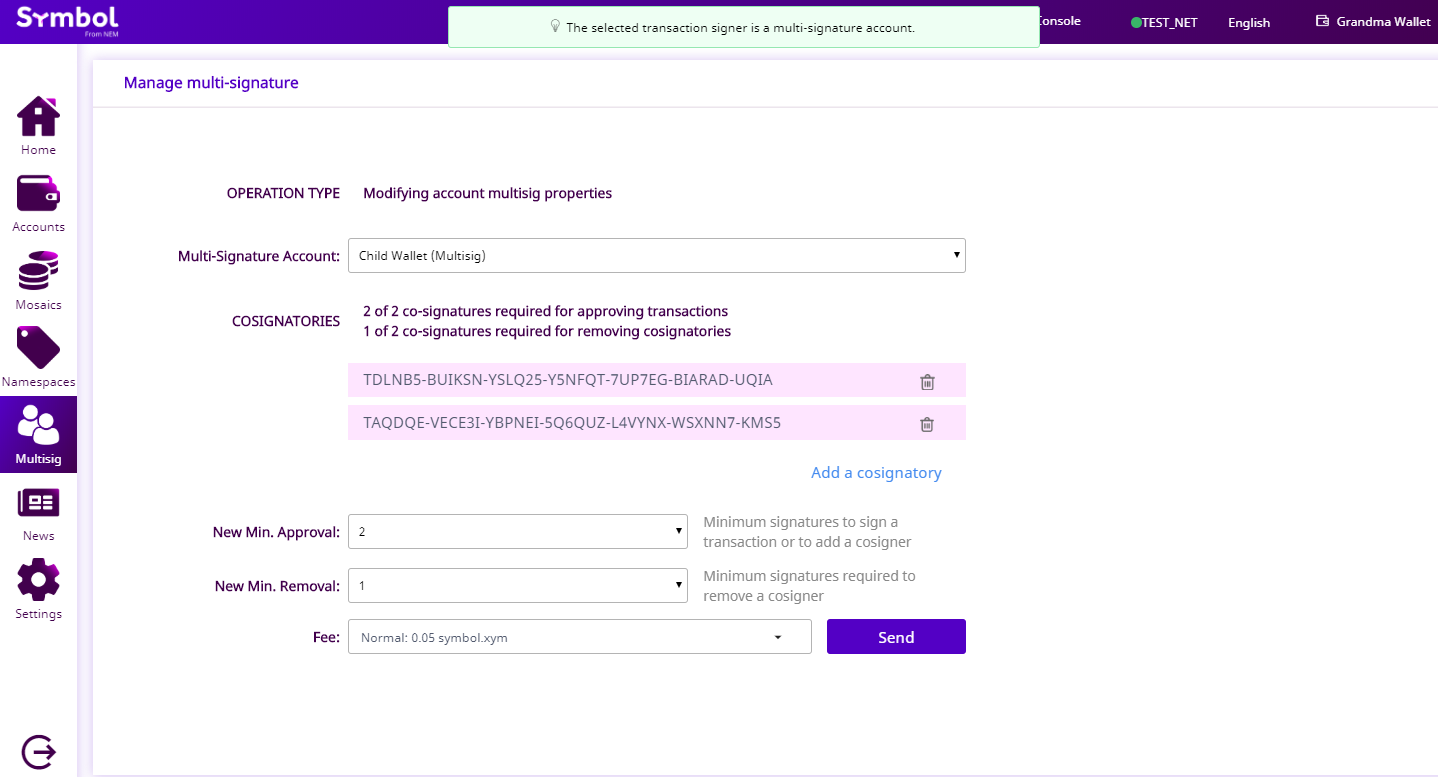 Symbol
From NEM
The selected transaction signer is a multi-signature account.
TEST_NET
English
Grandma Wallet
Manage multi-signature
Home
Accounts
Mosaics
Namespaces
Multisig
News
Settings
OPERATION TYPE Modifying account multisig properties
Multi-Signature Account: Child Wallet (Multisig)
COSIGNATORIES
2 of 2 co-signatures required for approving transactions
1 of 2 co-signatures required for removing cosignatories
TDLNB5-BUIKSN-YSLQ25-Y5NFQT-7UP7EG-BIARAD-UQIA
TAQDQE-VECE3I-YBPNEI-5Q6QUZ-L4VYNX-WSXNN7-KMS5
Add a cosignatory
New Min. Approval: 2
Minimum signatures to sign a
transaction or to add a cosigner
New Min. Removal: 1
Minimum signatures required to
remove a cosigner
Fee: Normal: 0.05 symbol.xym
Send